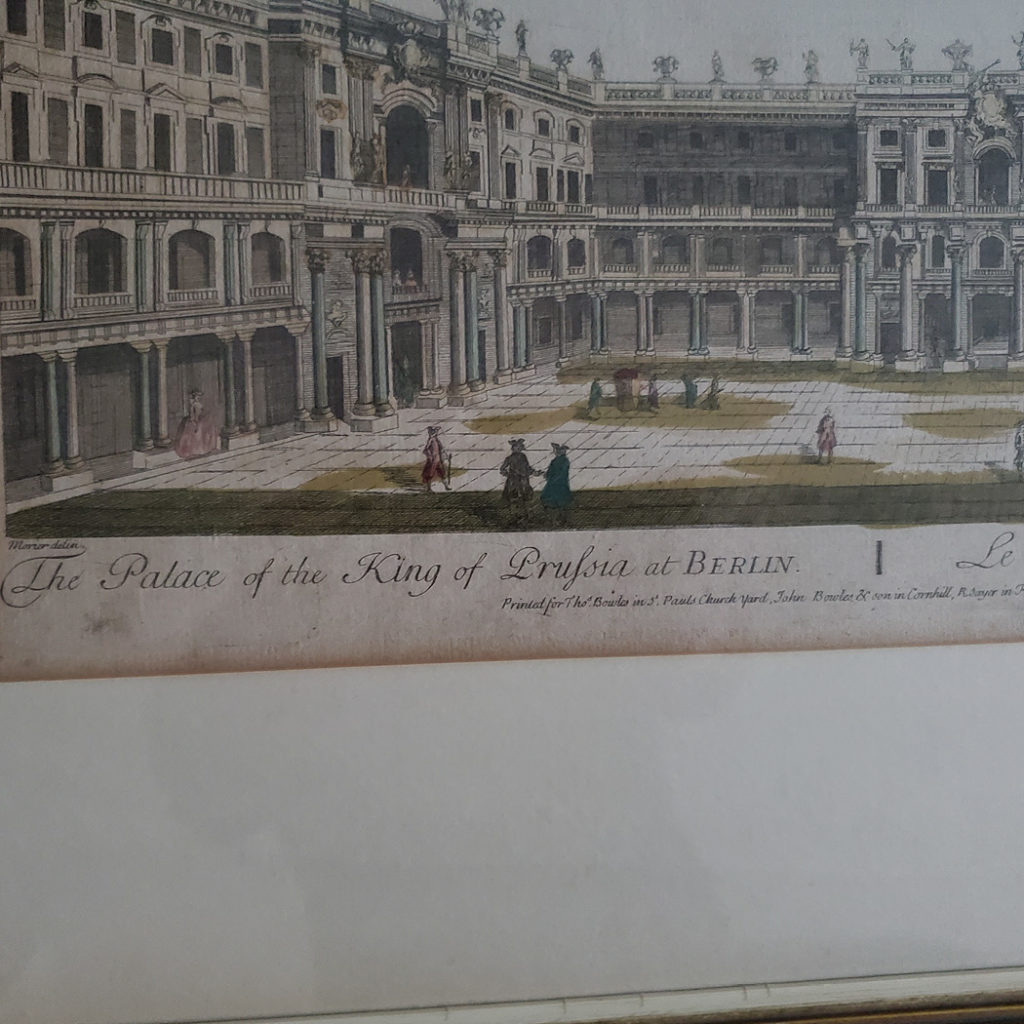 Morier delin.
The Palace of the King of Prusſia at BERLIN. Le
Printed for Thoˢ. Bowles in Sᵗ. Pauls Church Yard, John Bowles & son in Cornhill, R. Sayer in F